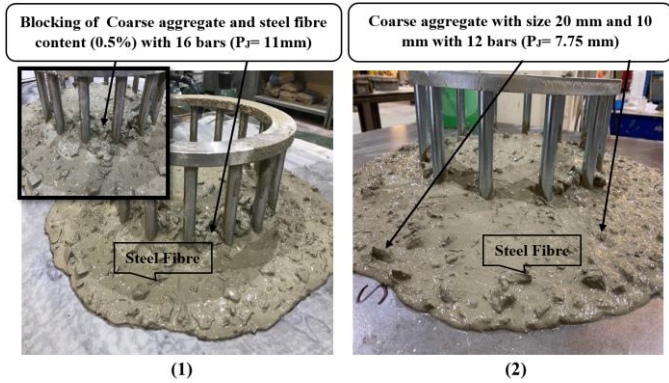 Blocking of Coarse aggregate and steel fibre
content (0.5%) with 16 bars (PJ= 11mm)
Coarse aggregate with size 20 mm and 10
mm with 12 bars (PJ= 7.75 mm)
Steel Fibre
Steel Fibre
(1)
(2)